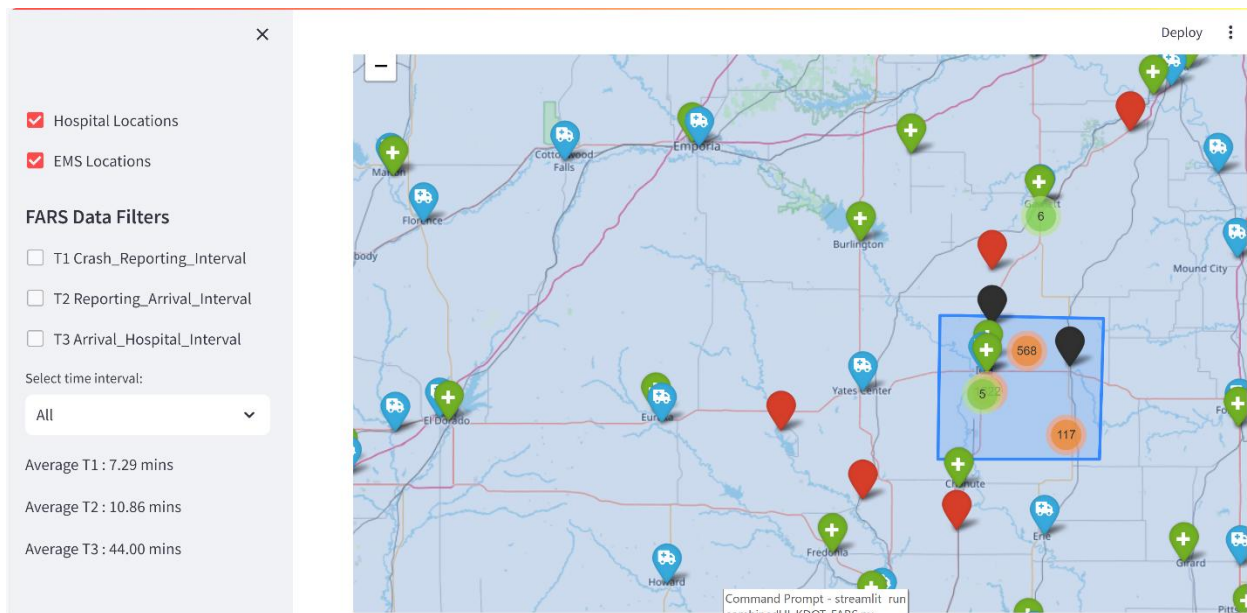 Deploy
Hospital Locations
EMS Locations
FARS Data Filters
T1 Crash_Reporting_Interval
T2 Reporting_Arrival_Interval
T3 Arrival_Hospital_Interval
Select time interval:
All
Average T1 : 7.29 mins
Average T2 : 10.86 mins
Average T3 : 44.00 mins
Emporia
Falls
Florence
6
Burlington
body
Mound City
568
Yates Center
5
22
117
El Dorado
Eureka
Chanute
Erie
Fredonia
Girard
Howard
Pitts
Command Prompt - streamlit run